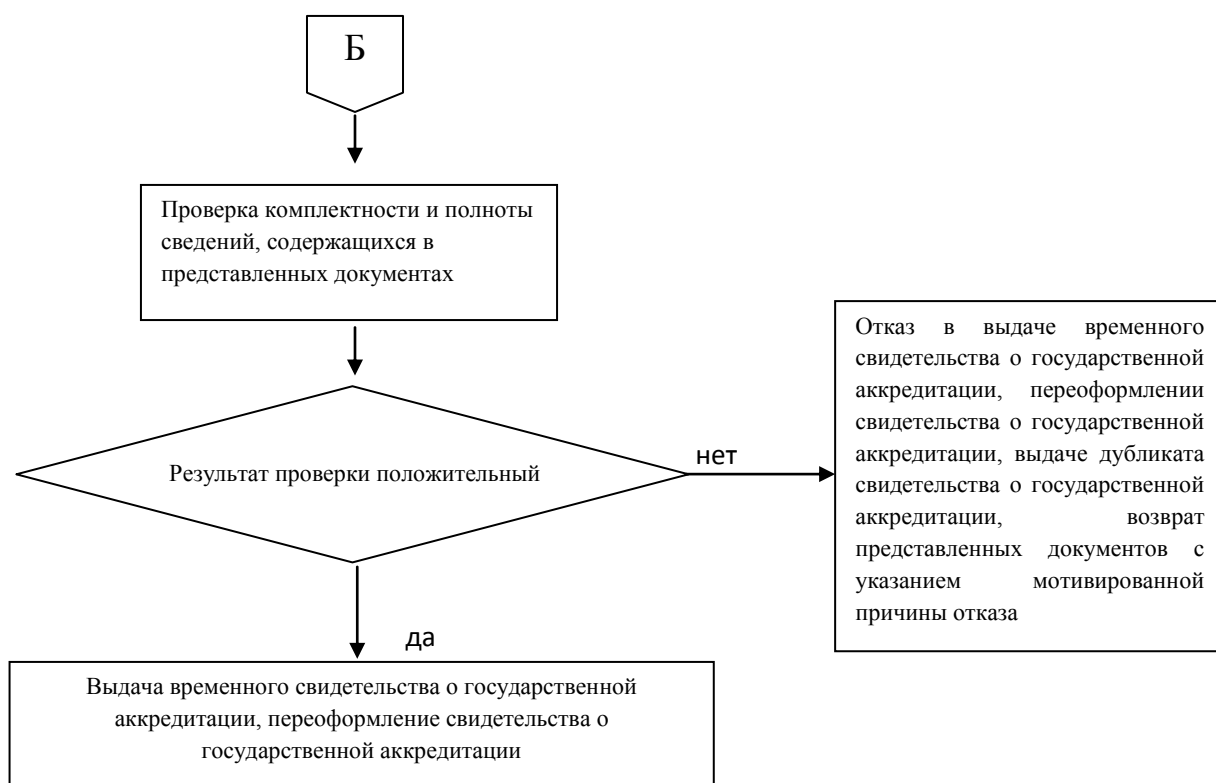 Б
Проверка комплектности и полноты
сведений, содержащихся в
представленных документах
Результат проверки положительный
нет
Отказ в выдаче временного
свидетельства о государственной
аккредитации, переоформлении
свидетельства о государственной
аккредитации, выдаче дубликата
свидетельства о государственной
аккредитации, возврат
представленных документов с
указанием мотивированной
причины отказа
да
Выдача временного свидетельства о государственной
аккредитации, переоформление свидетельства о
государственной аккредитации